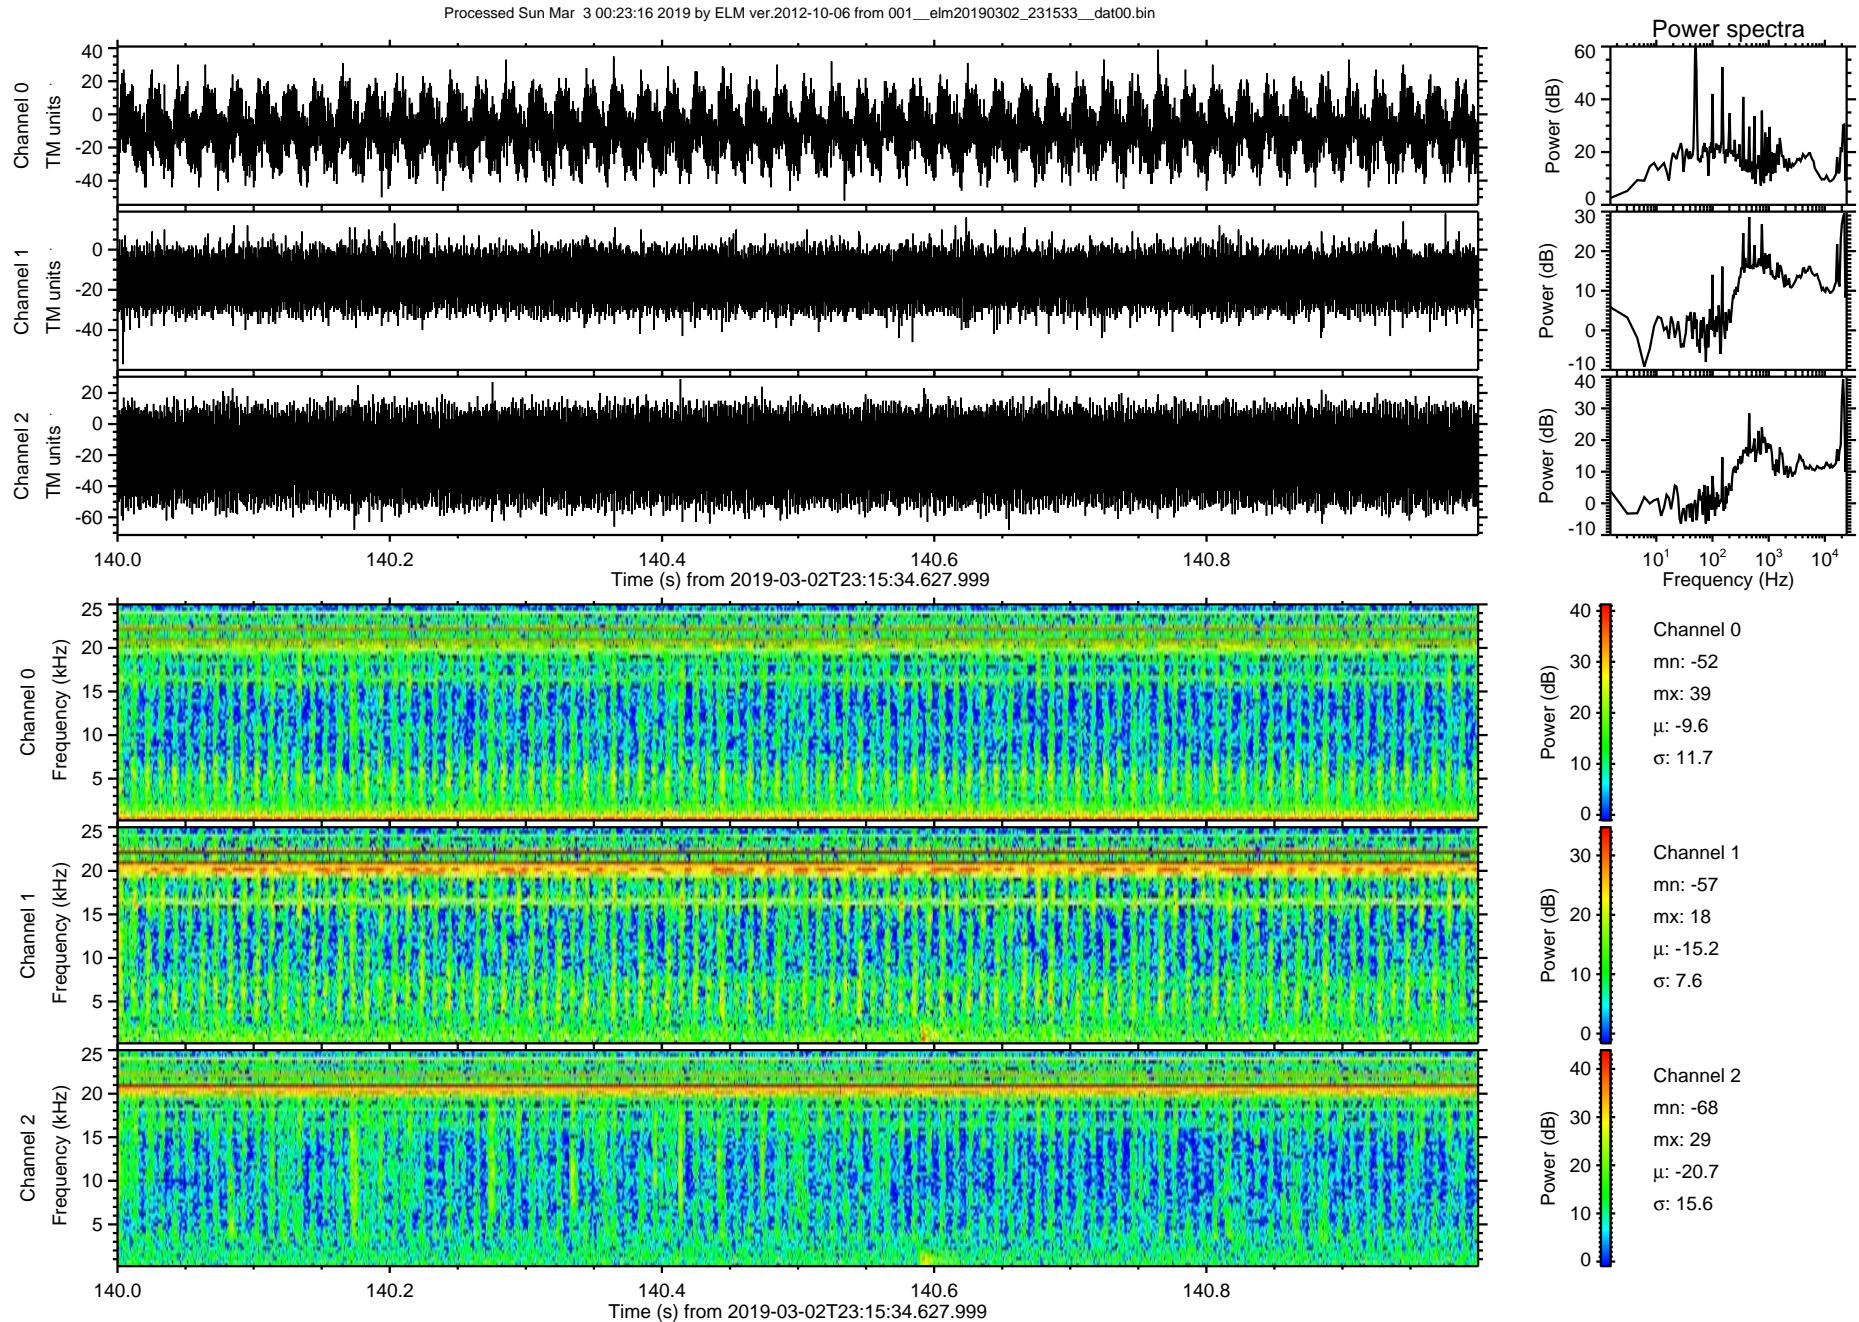 Processed Sun Mar  3 00:23:16 2019 by ELM ver.2012-10-06 from 001__elm20190302_231533__dat00.bin
Power spectra
Channel 0
TM units
40
20
0
-20
-40
Power (dB)
60
40
20
0
Channel 1
TM units
0
-20
-40
Power (dB)
30
20
10
0
-10
Channel 2
TM units
20
0
-20
-40
-60
Power (dB)
40
30
20
10
0
-10
140.0 140.2 140.4 140.6 140.8
Time (s) from 2019-03-02T23:15:34.627.999
10¹ 10² 10³ 10⁴
Frequency (Hz)
Channel 0
Frequency (kHz)
25
20
15
10
5
Power (dB)
40
30
20
10
0
Channel 0
mn: -52
mx: 39
μ: -9.6
σ: 11.7
Channel 1
Frequency (kHz)
25
20
15
10
5
Power (dB)
30
20
10
0
Channel 1
mn: -57
mx: 18
μ: -15.2
σ: 7.6
Channel 2
Frequency (kHz)
25
20
15
10
5
Power (dB)
40
30
20
10
0
Channel 2
mn: -68
mx: 29
μ: -20.7
σ: 15.6
140.0 140.2 140.4 140.6 140.8
Time (s) from 2019-03-02T23:15:34.627.999